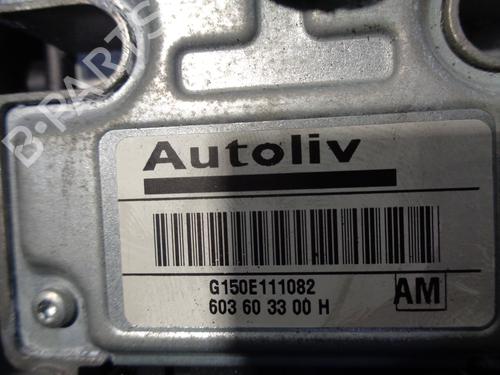 B-PARTS
Autoliv
G150E111082
603 60 33 00 H
AM